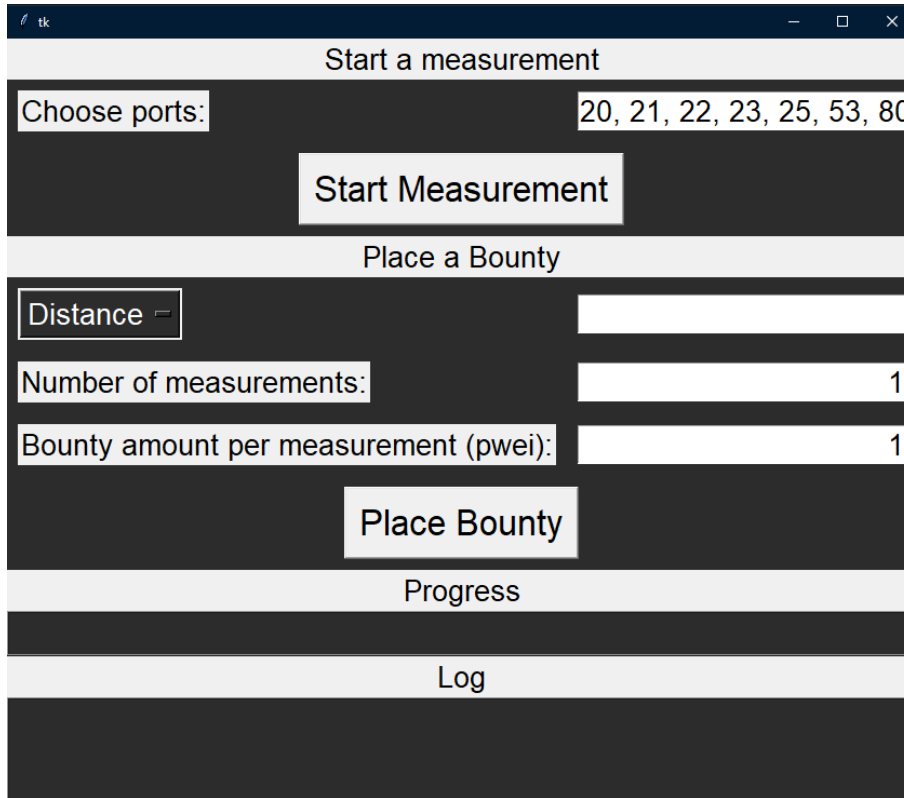 tk
Start a measurement
Choose ports: 20, 21, 22, 23, 25, 53, 80
Start Measurement
Place a Bounty
Distance
Number of measurements: 1
Bounty amount per measurement (pwei): 1
Place Bounty
Progress
Log